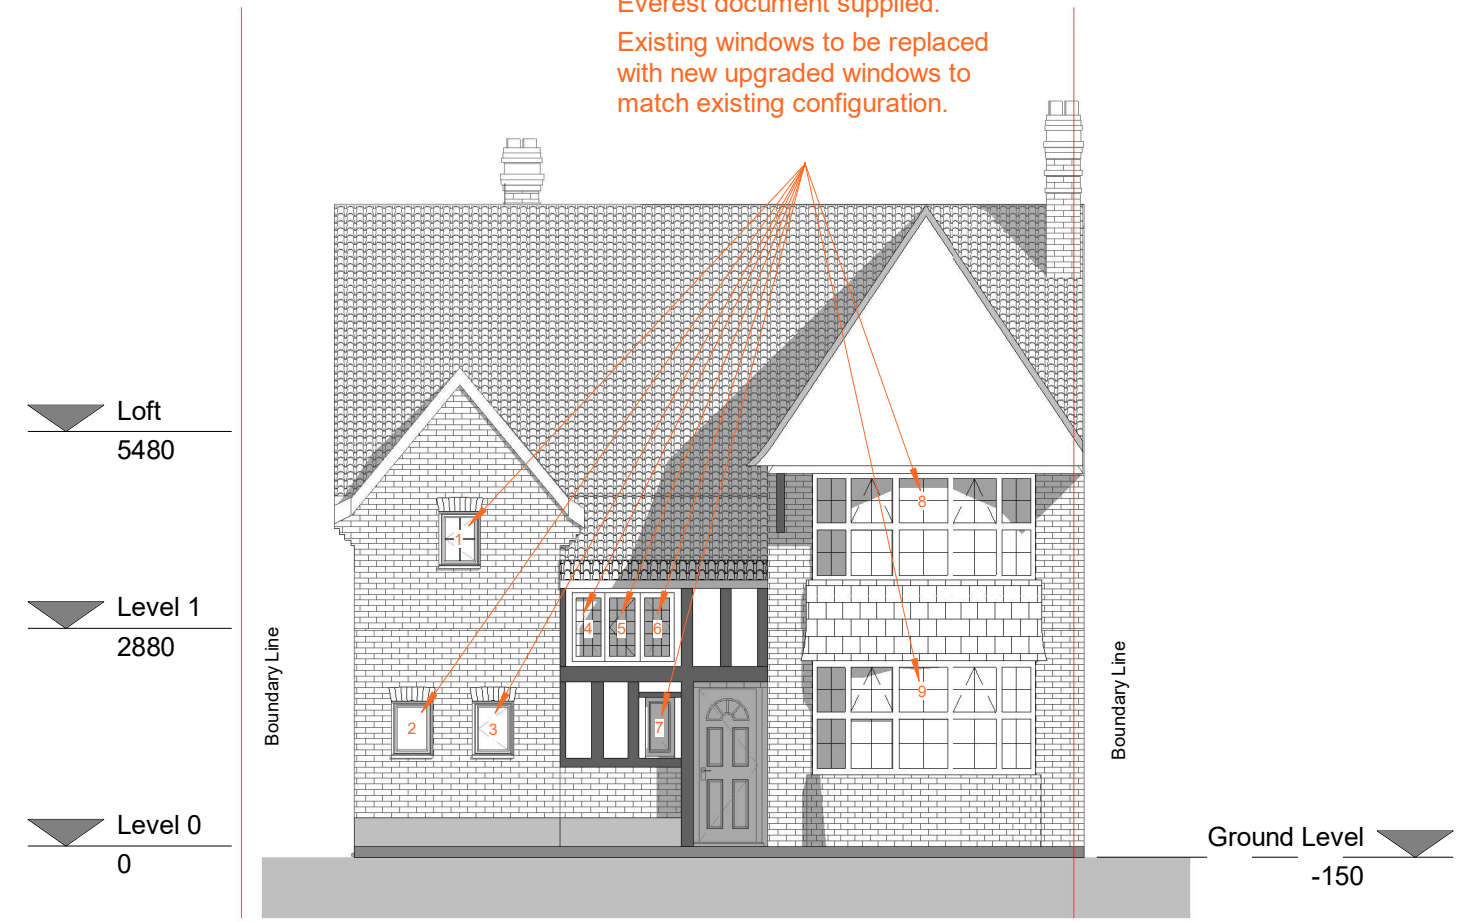 Everest document supplied.
Existing windows to be replaced
with new upgraded windows to
match existing configuration.
Loft
5480
Level 1
2880
Level 0
0
Boundary Line
1
2
3
4
5
6
7
8
9
Boundary Line
Ground Level
-150